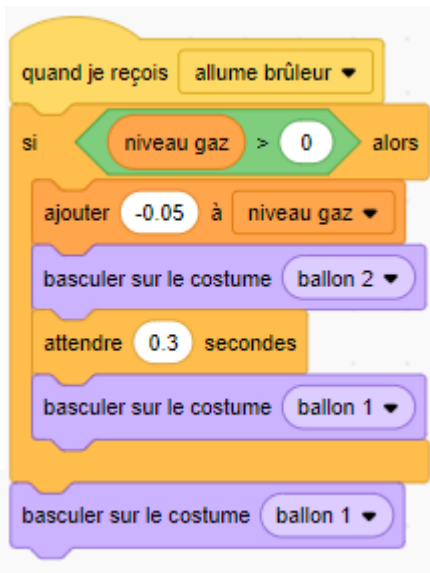 quand je reçois allume brûleur
si niveau gaz > 0 alors
ajouter -0.05 à niveau gaz
basculer sur le costume ballon 2
attendre 0.3 secondes
basculer sur le costume ballon 1
basculer sur le costume ballon 1